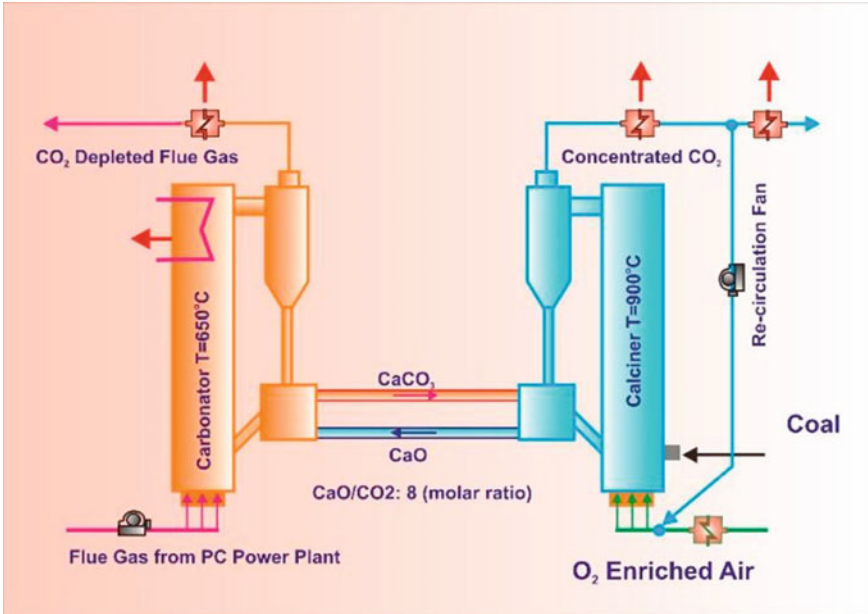 CO₂ Depleted Flue Gas
Concentrated CO₂
Re-circulation Fan
Carbonator T=650°C
Calciner T=900°C
CaCO₃
CaO
Coal
CaO/CO2: 8 (molar ratio)
Flue Gas from PC Power Plant
O₂ Enriched Air